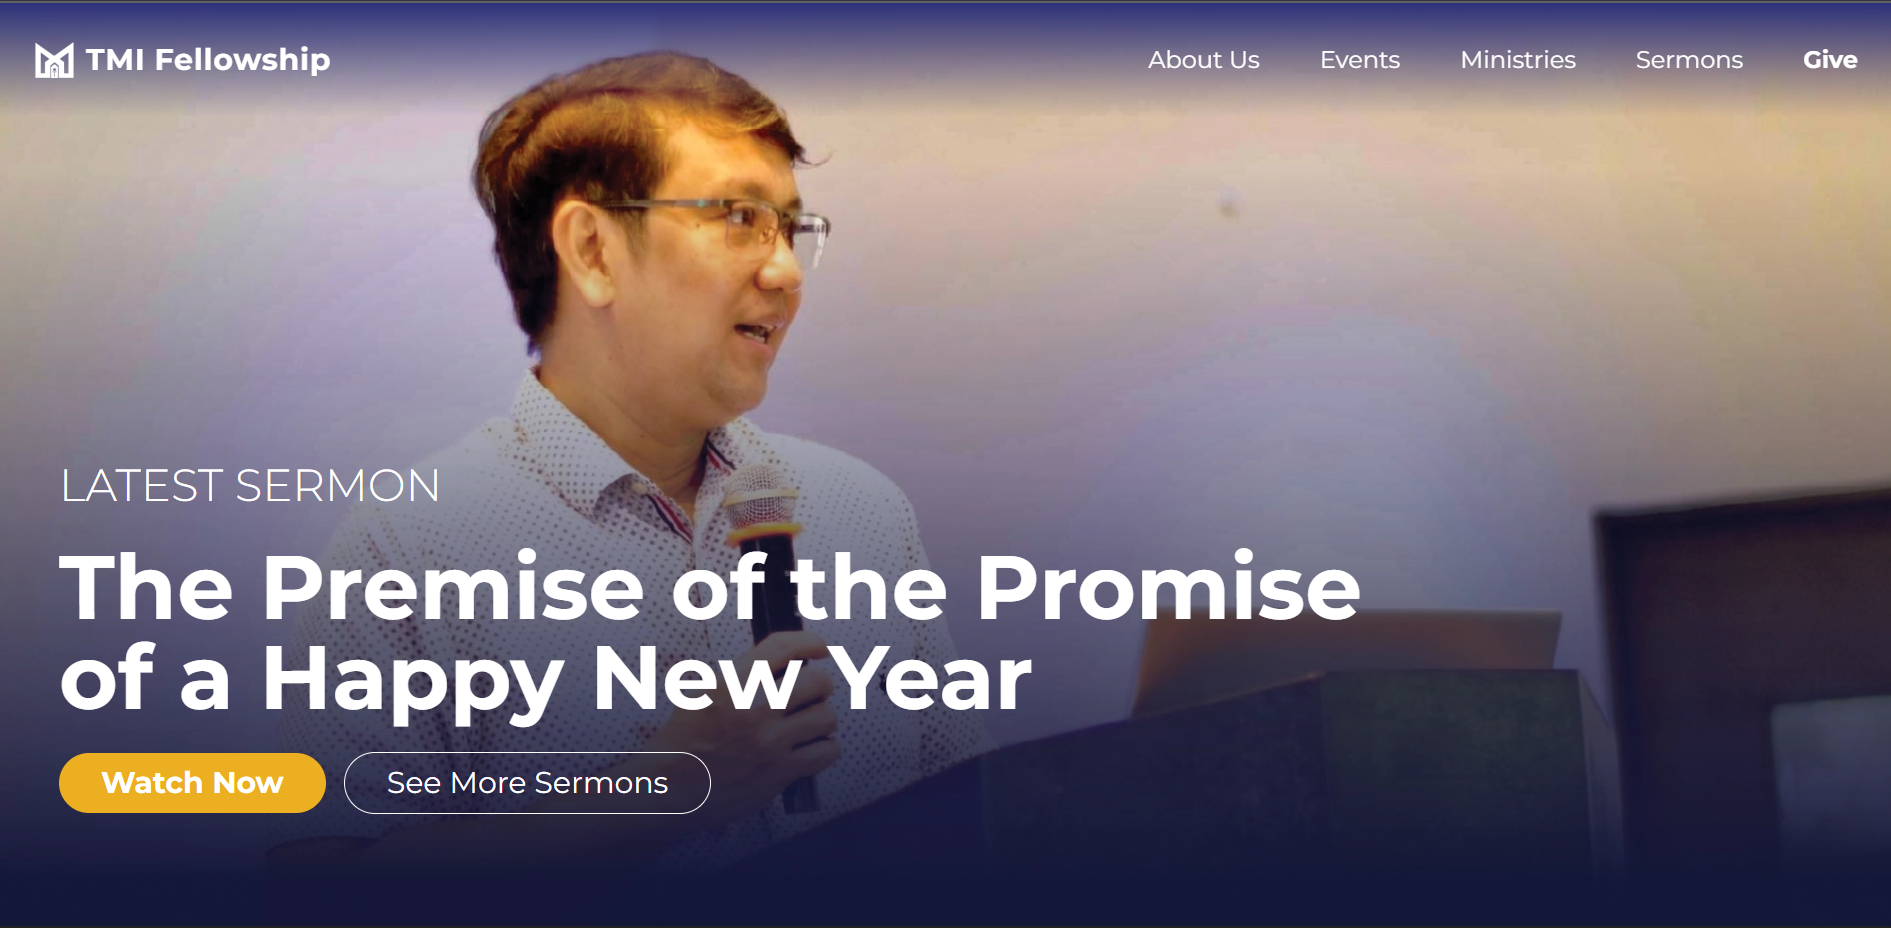 TMI Fellowship
About Us
Events
Ministries
Sermons
Give
LATEST SERMON
The Premise of the Promise
of a Happy New Year
Watch Now
See More Sermons